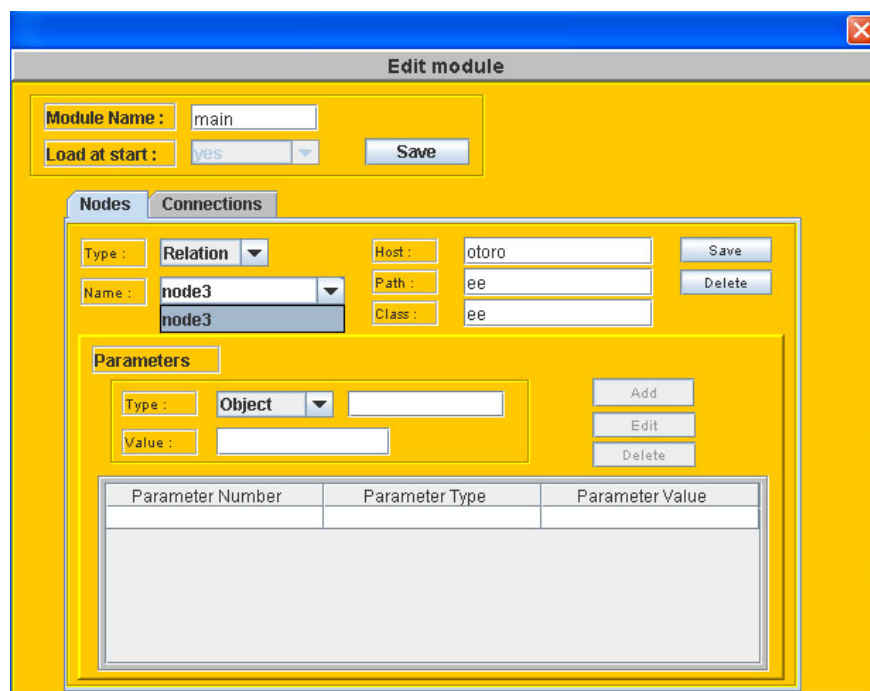 Edit module
Module Name : main
Load at start : yes Save
Nodes Connections
Type : Relation Host : otoro Save
Name : node3 Path : ee Delete
node3 Class : ee
Parameters
Type : Object Add
Edit
Value : Delete
Parameter Number Parameter Type Parameter Value